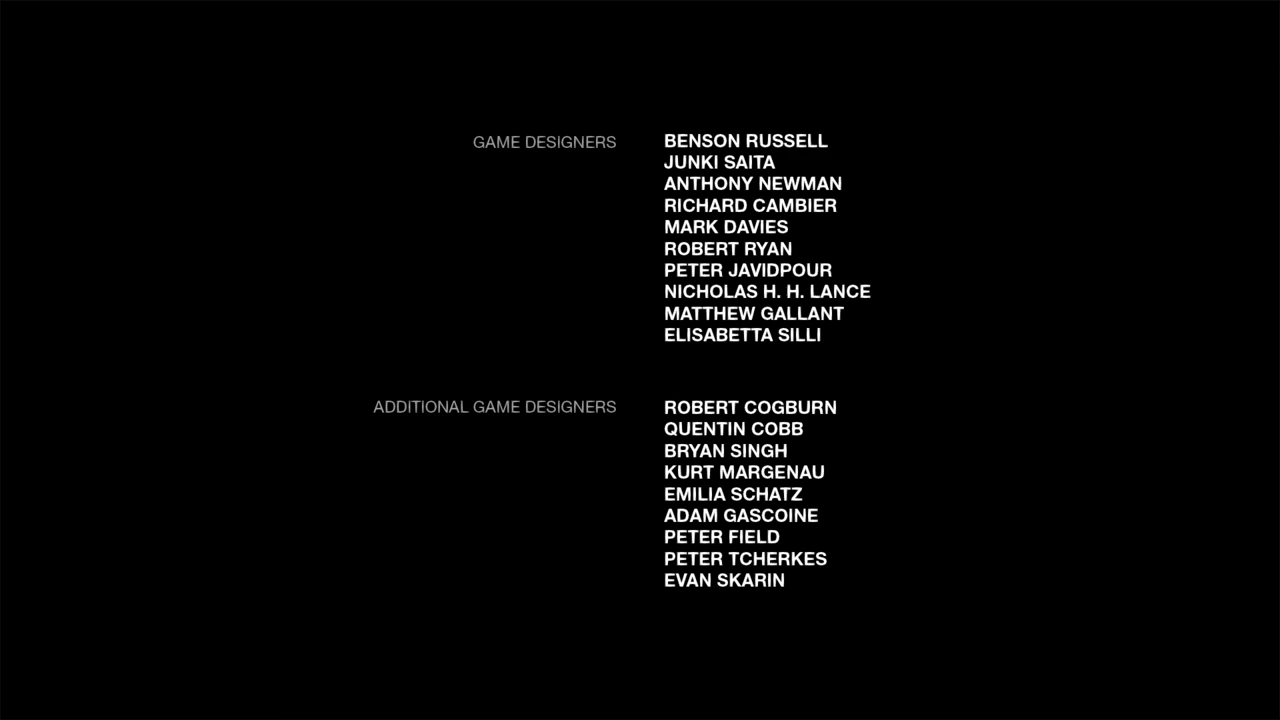 GAME DESIGNERS BENSON RUSSELL
JUNKI SAITA
ANTHONY NEWMAN
RICHARD CAMBIER
MARK DAVIES
ROBERT RYAN
PETER JAVIDPOUR
NICHOLAS H. H. LANCE
MATTHEW GALLANT
ELISABETTA SILLI
ADDITIONAL GAME DESIGNERS ROBERT COGBURN
QUENTIN COBB
BRYAN SINGH
KURT MARGENAU
EMILIA SCHATZ
ADAM GASCOINE
PETER FIELD
PETER TCHERKES
EVAN SKARIN